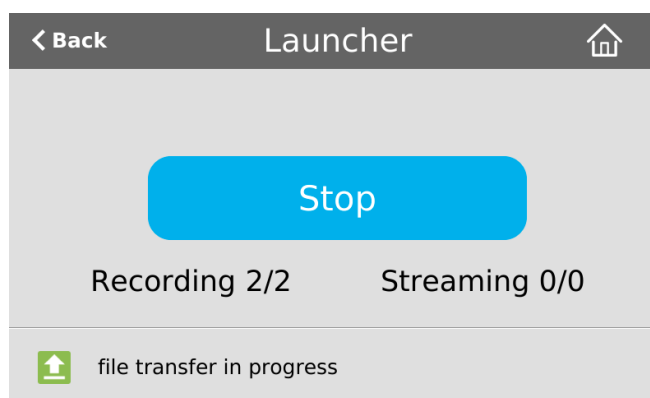 Back Launcher
Stop
Recording 2/2 Streaming 0/0
file transfer in progress